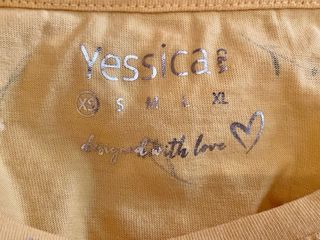 Yessica
XS S M L XL
designed with love